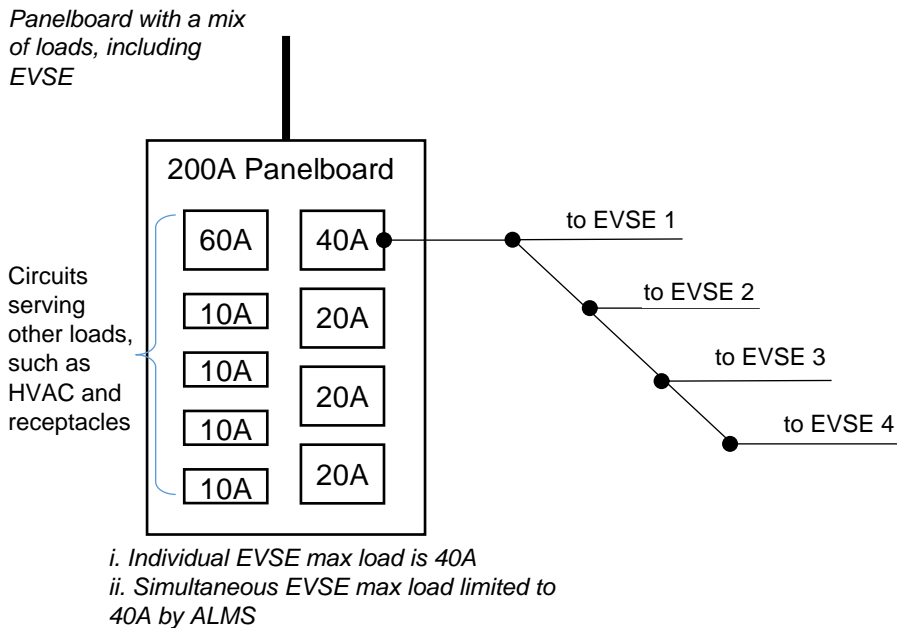 Panelboard with a mix
of loads, including
EVSE
200A Panelboard
60A
40A
to EVSE 1
10A
20A
to EVSE 2
Circuits
serving
other loads,
such as
HVAC and
receptacles
10A
20A
to EVSE 3
10A
20A
to EVSE 4
10A
i. Individual EVSE max load is 40A
ii. Simultaneous EVSE max load limited to
40A by ALMS